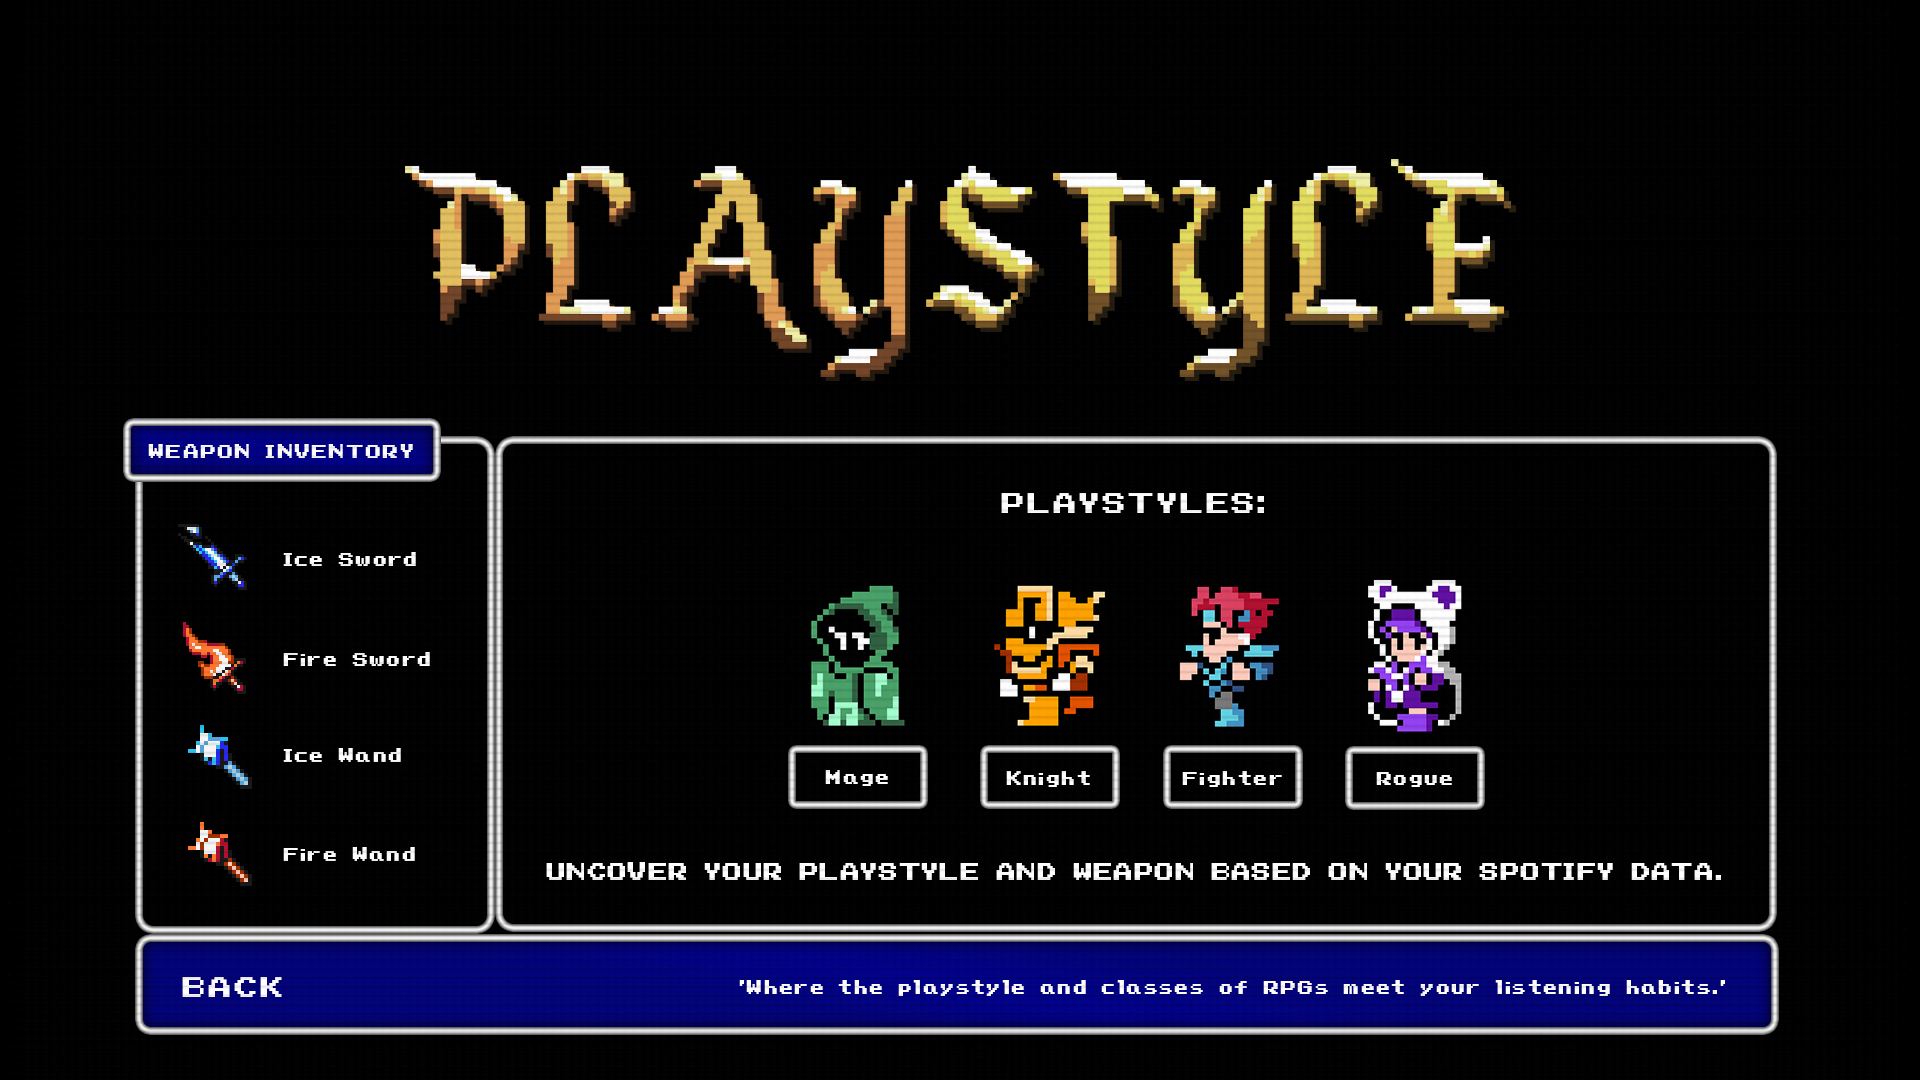 PLAYSTYLE
WEAPON INVENTORY
Ice Sword
Fire Sword
Ice Wand
Fire Wand
PLAYSTYLES:
Mage
Knight
Fighter
Rogue
UNCOVER YOUR PLAYSTYLE AND WEAPON BASED ON YOUR SPOTIFY DATA.
BACK
'Where the playstyle and classes of RPGs meet your listening habits.'